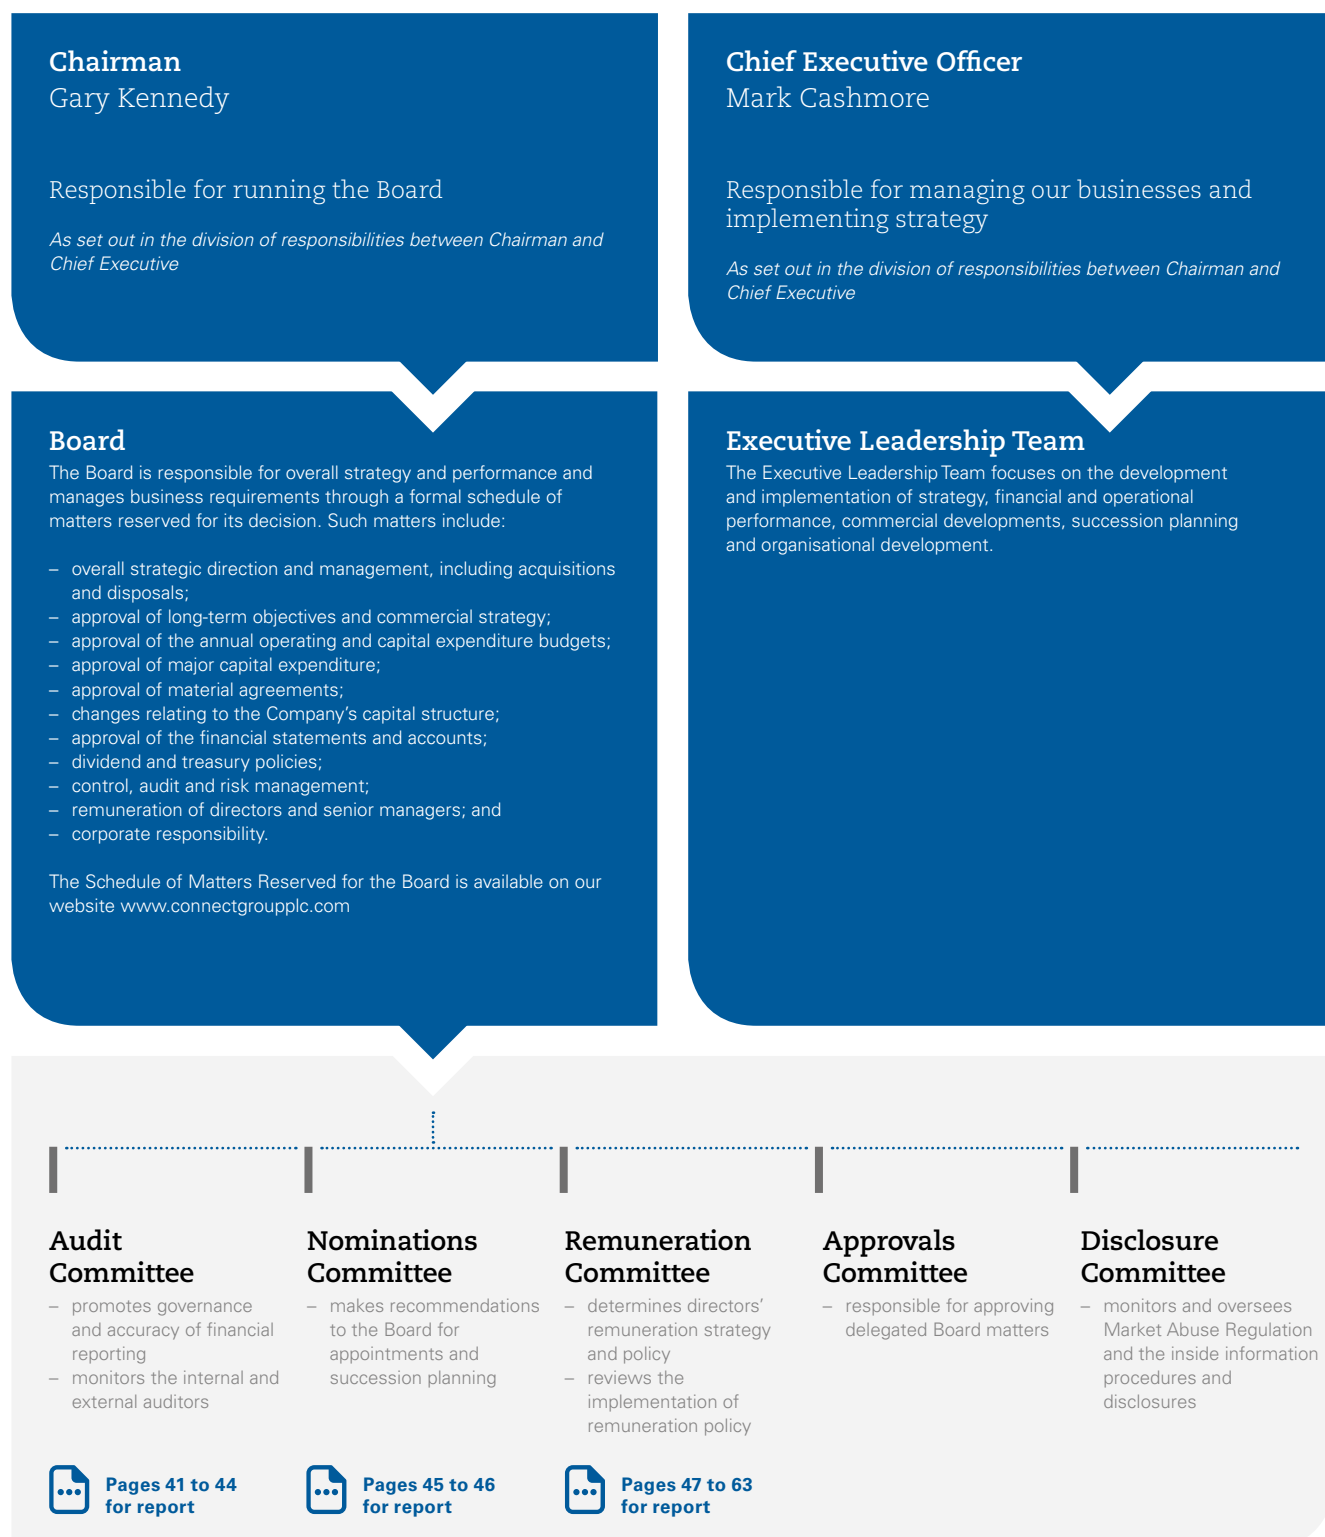 Chairman
Gary Kennedy
Responsible for running the Board
As set out in the division of responsibilities between Chairman and
Chief Executive
Chief Executive Officer
Mark Cashmore
Responsible for managing our businesses and
implementing strategy
As set out in the division of responsibilities between Chairman and
Chief Executive
Board
The Board is responsible for overall strategy and performance and
manages business requirements through a formal schedule of
matters reserved for its decision. Such matters include:
– overall strategic direction and management, including acquisitions
and disposals;
– approval of long-term objectives and commercial strategy;
– approval of the annual operating and capital expenditure budgets;
– approval of major capital expenditure;
– approval of material agreements;
– changes relating to the Company's capital structure;
– approval of the financial statements and accounts;
– dividend and treasury policies;
– control, audit and risk management;
– remuneration of directors and senior managers; and
– corporate responsibility.
The Schedule of Matters Reserved for the Board is available on our
website www.connectgroupplc.com
Executive Leadership Team
The Executive Leadership Team focuses on the development
and implementation of strategy, financial and operational
performance, commercial developments, succession planning
and organisational development.
Audit
Committee
– promotes governance
and accuracy of financial
reporting
– monitors the internal and
external auditors
Pages 41 to 44
for report
Nominations
Committee
– makes recommendations
to the Board for
appointments and
succession planning
Pages 45 to 46
for report
Remuneration
Committee
– determines directors'
remuneration strategy
and policy
– reviews the
implementation of
remuneration policy
Pages 47 to 63
for report
Approvals
Committee
– responsible for approving
delegated Board matters
Disclosure
Committee
– monitors and oversees
Market Abuse Regulation
and the inside information
procedures and
disclosures